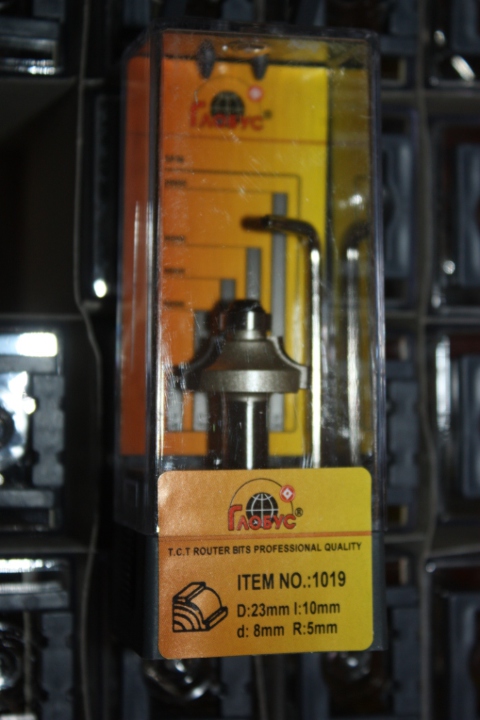 ГЛОБУС®
ГЛОБУС®
T.C.T ROUTER BITS PROFESSIONAL QUALITY
ITEM NO.:1019
D:23mm l:10mm
d: 8mm R:5mm